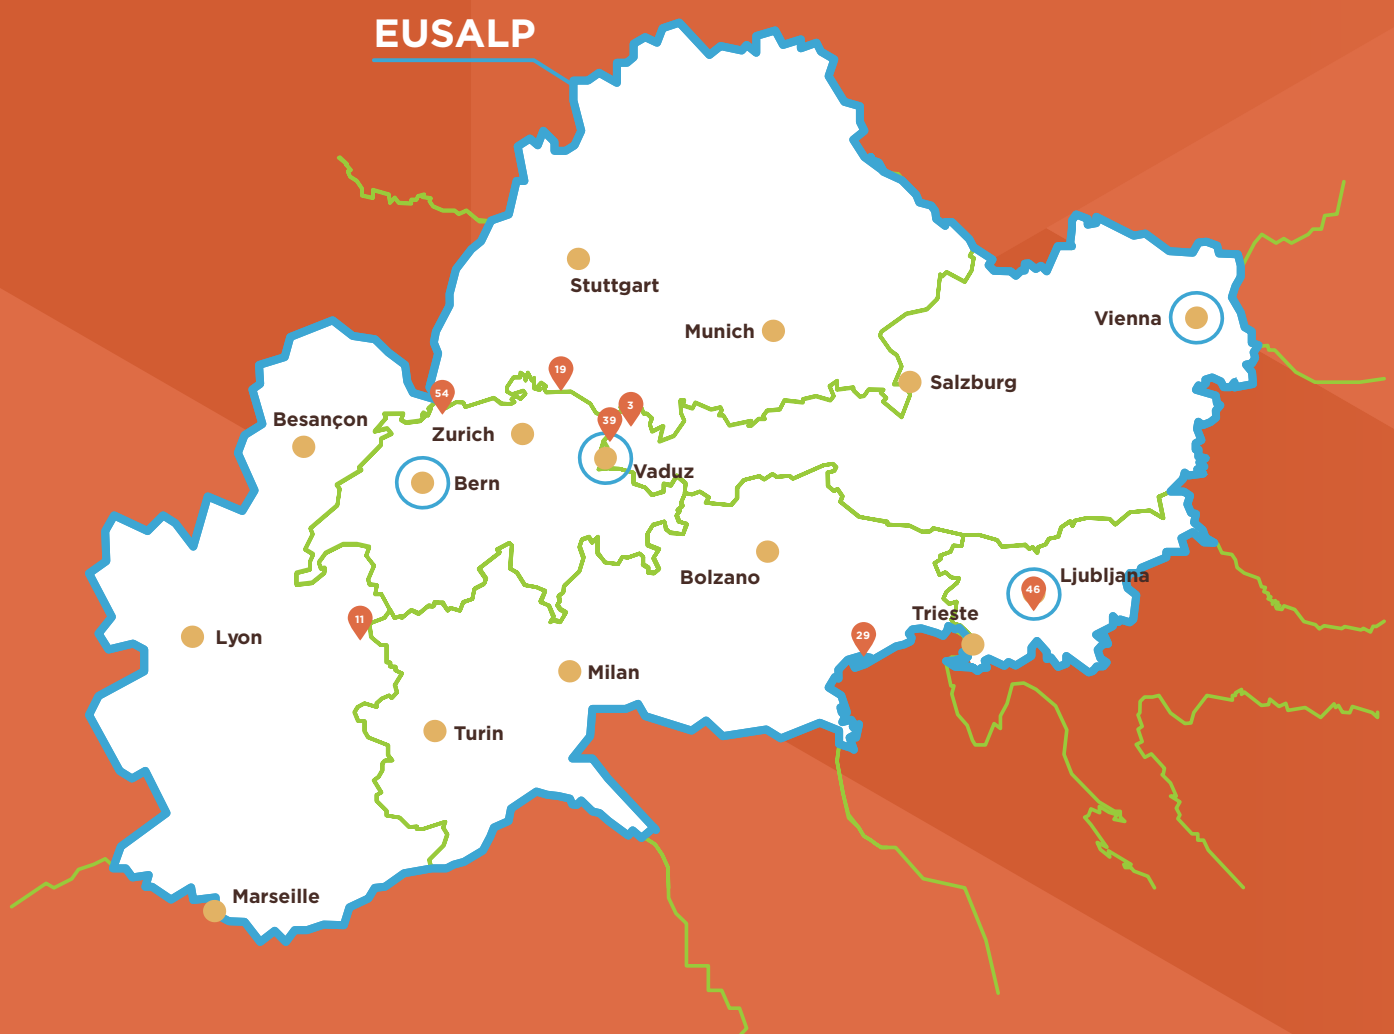 EUSALP
Stuttgart
Munich
Vienna
19
Salzburg
54
3
Besançon
39
Zurich
Vaduz
Bern
Bolzano
Ljubljana
46
Trieste
11
29
Lyon
Milan
Turin
Marseille